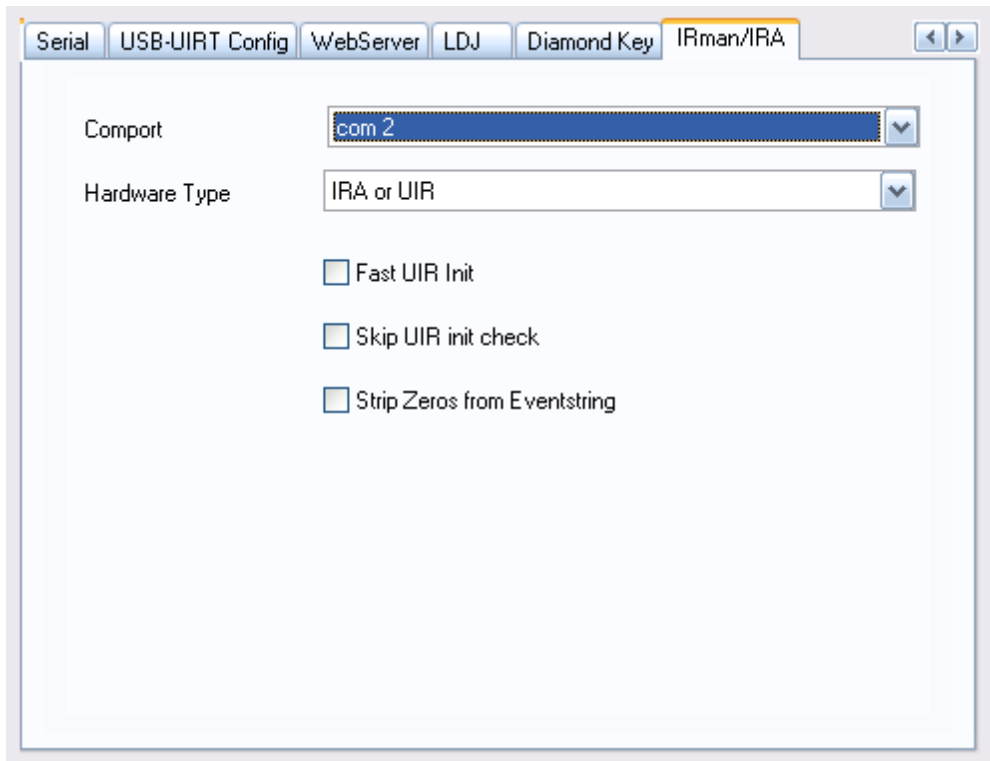 Serial USB-UIRT Config WebServer LDJ Diamond Key IRman/IRA
Comport com 2
Hardware Type IRA or UIR
Fast UIR Init
Skip UIR init check
Strip Zeros from Eventstring